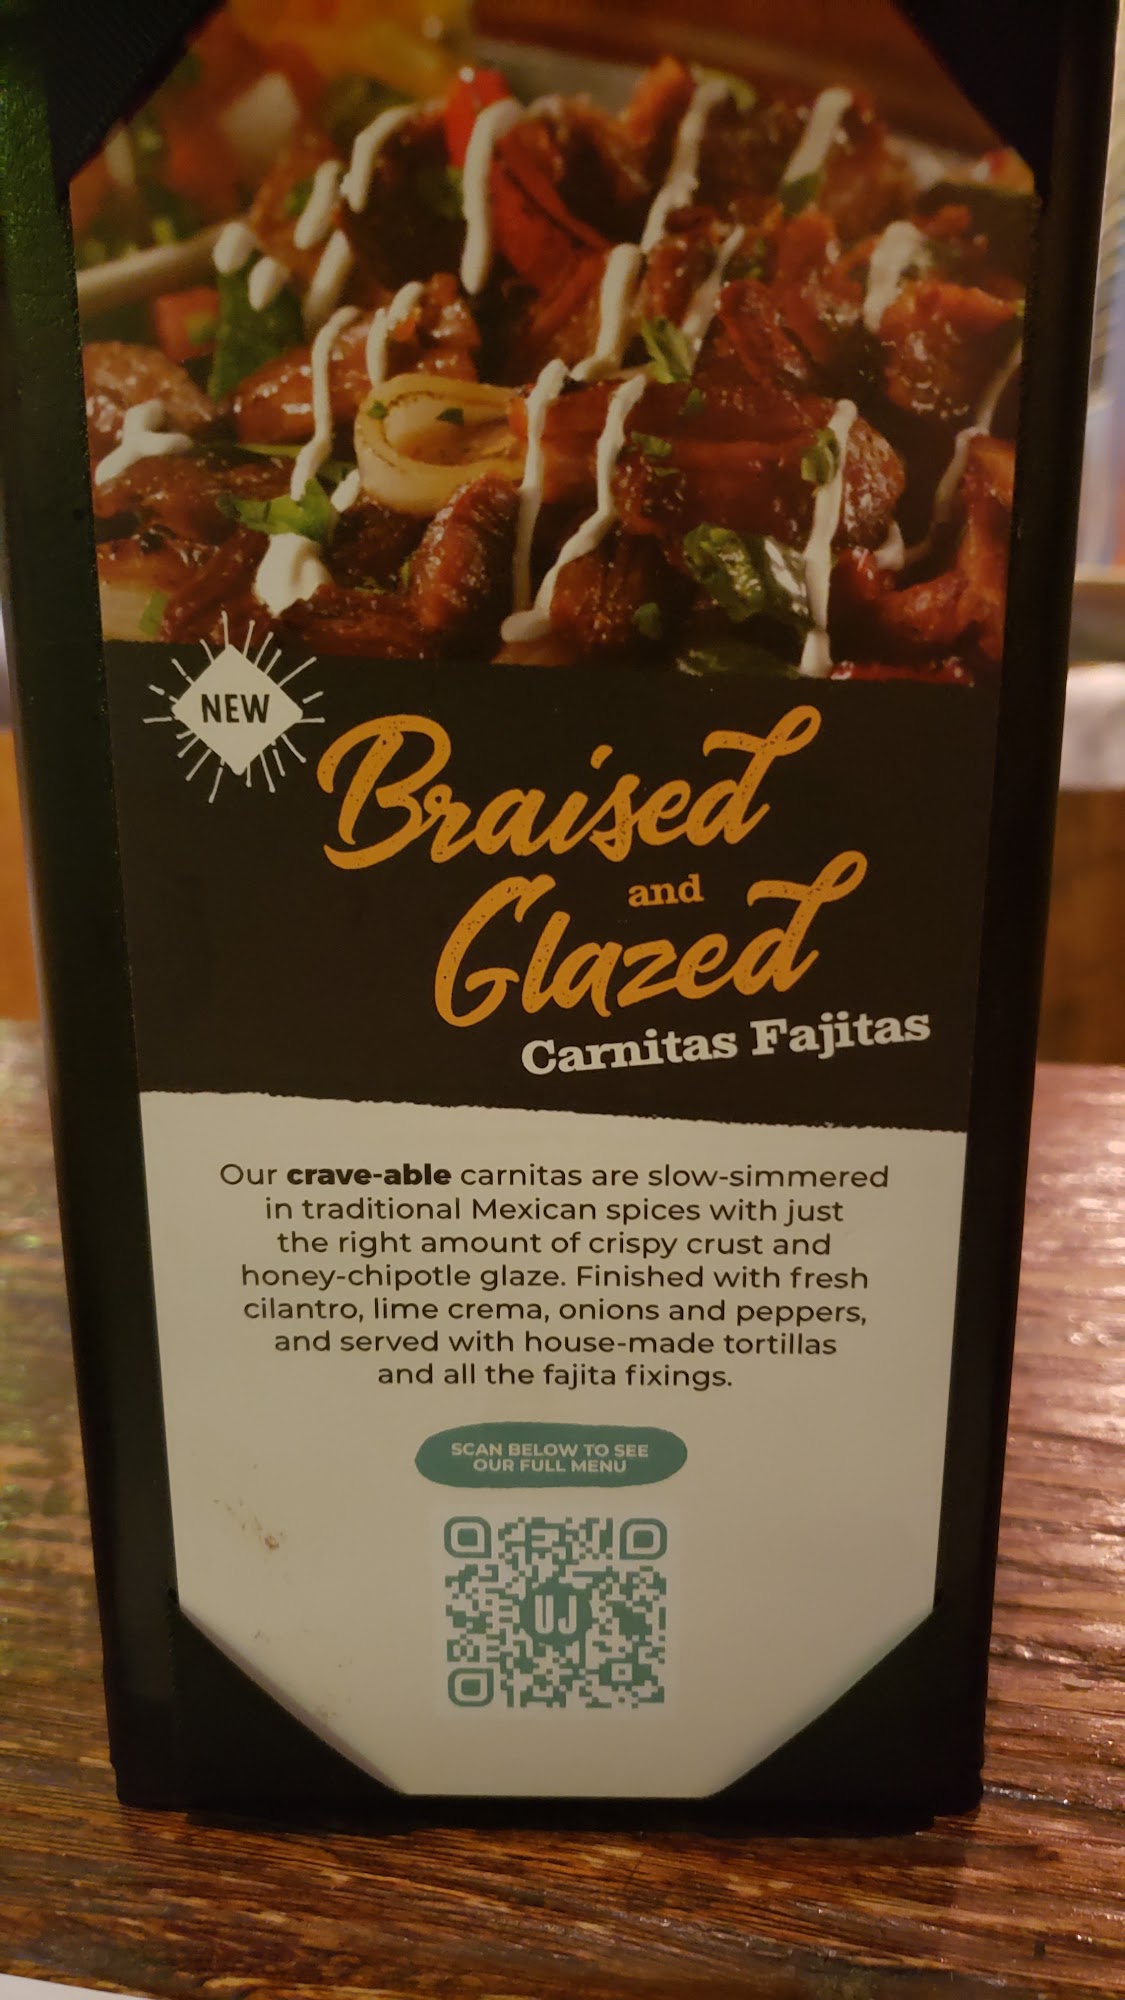 NEW
Braised
and
Glazed
Carnitas Fajitas
Our crave-able carnitas are slow-simmered
in traditional Mexican spices with just
the right amount of crispy crust and
honey-chipotle glaze. Finished with fresh
cilantro, lime crema, onions and peppers,
and served with house-made tortillas
and all the fajita fixings.
SCAN BELOW TO SEE
OUR FULL MENU
UJ